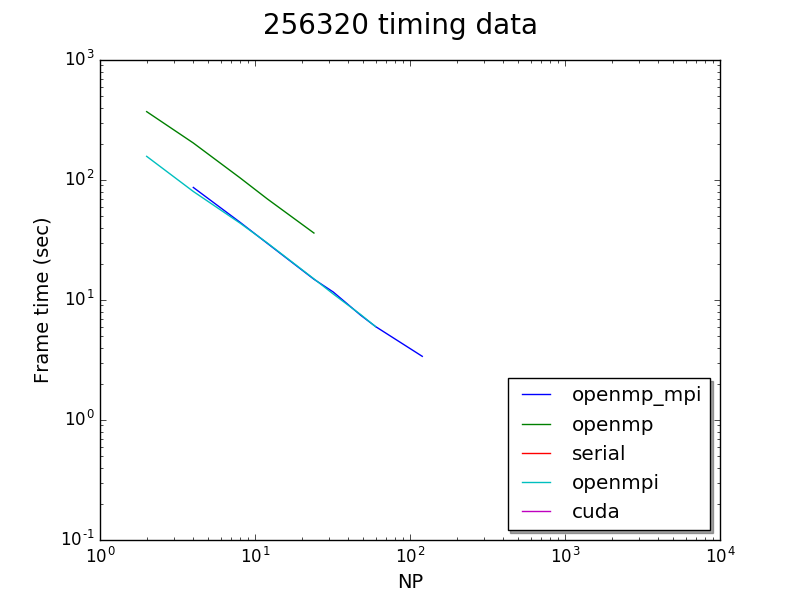 256320 timing data
10^3
10^2
10^1
10^0
10^-1
Frame time (sec)
openmp_mpi
openmp
serial
openmpi
cuda
10^0 10^1 10^2 10^3 10^4
NP